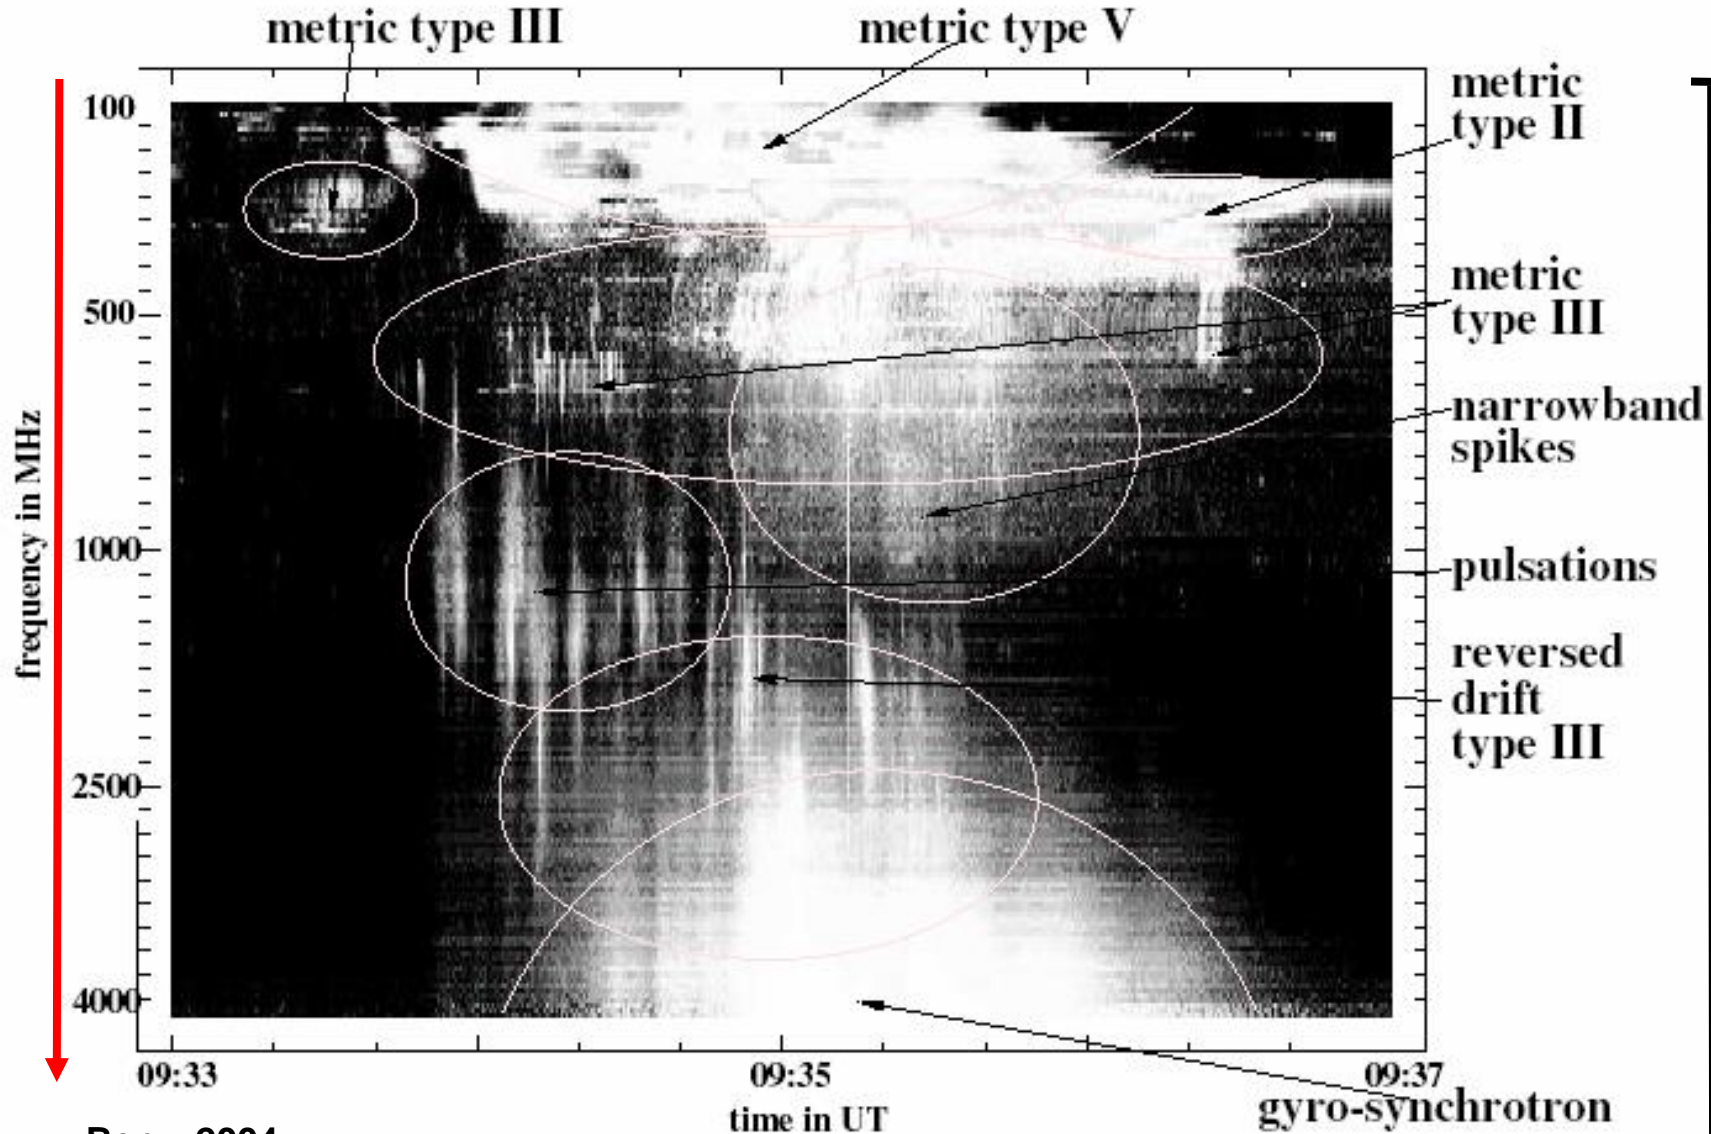 metric type III
metric type V
metric
type II
100
500
1000
2500
4000
frequency in MHz
metric
type III
narrowband
spikes
pulsations
reversed
drift
type III
09:33
09:35
09:37
time in UT
gyro-synchrotron